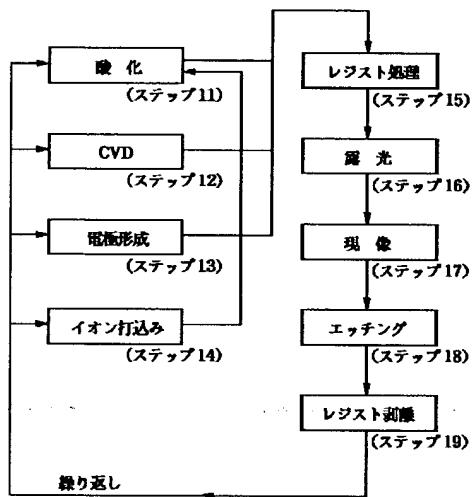 酸 化
(ステップ11)
CVD
(ステップ12)
電極形成
(ステップ13)
イオン打込み
(ステップ14)
レジスト処理
(ステップ15)
露 光
(ステップ16)
現 像
(ステップ17)
エッチング
(ステップ18)
レジスト剥離
(ステップ19)
繰り返し